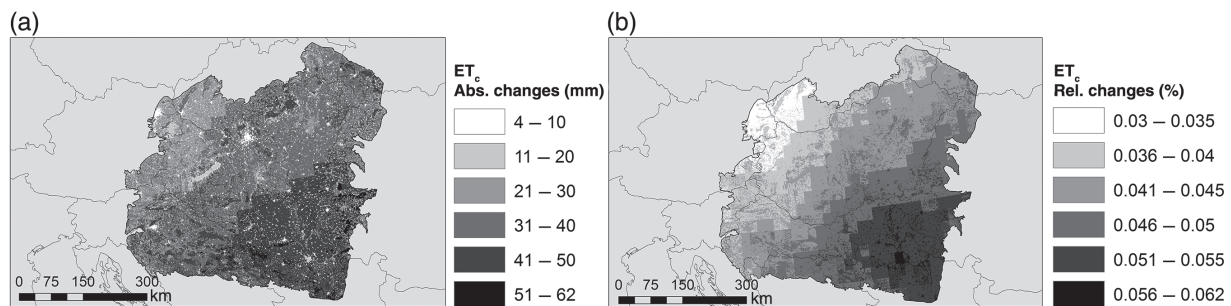 (a)
ET_c
Abs. changes (mm)
4 – 10
11 – 20
21 – 30
31 – 40
41 – 50
51 – 62
0 75 150 300
km
(b)
ET_c
Rel. changes (%)
0.03 – 0.035
0.036 – 0.04
0.041 – 0.045
0.046 – 0.05
0.051 – 0.055
0.056 – 0.062
0 75 150 300
km